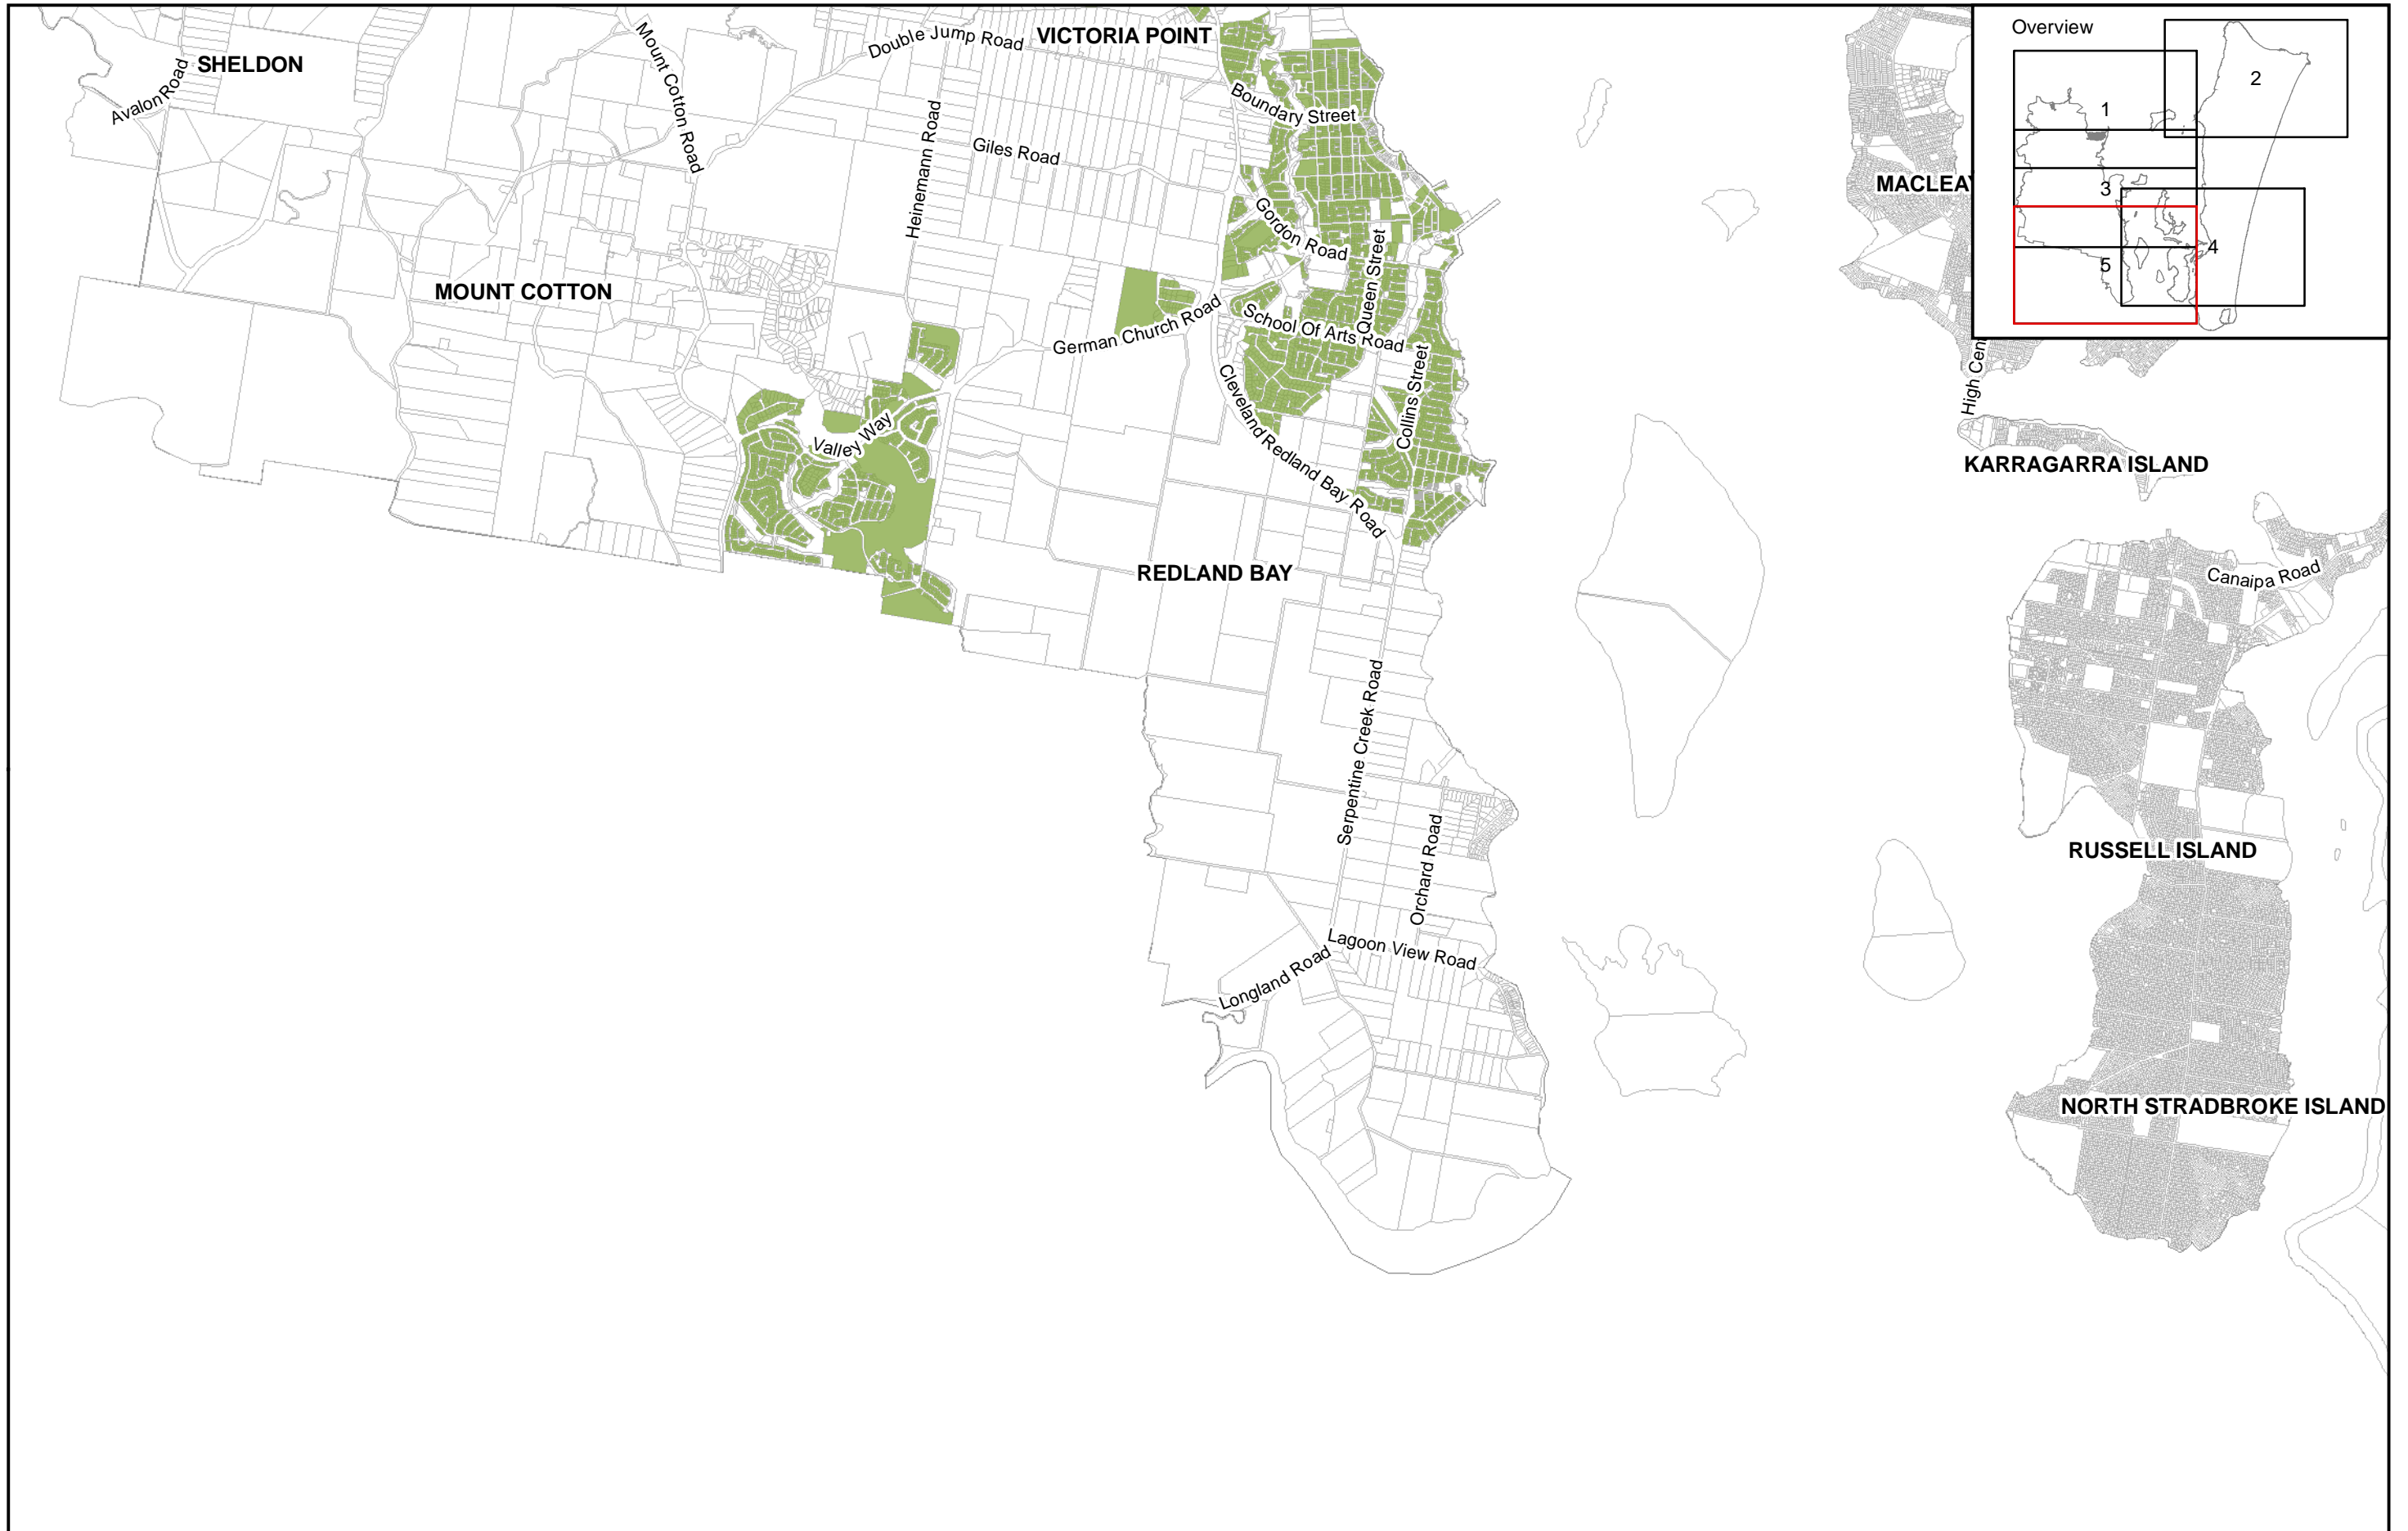 SHELDON
Avalon Road
Mount Cotton Road
Double Jump Road
VICTORIA POINT
Boundary Street
Heinemann Road
Giles Road
Gordon Road
Queen Street
MOUNT COTTON
German Church Road
School Of Arts Road
Collins Street
Cleveland Redland Bay Road
Valley Way
REDLAND BAY
Serpentine Creek Road
Orchard Road
Lagoon View Road
Longland Road
MACLEAY
High Cen
KARRAGARRA ISLAND
Canaipa Road
RUSSELL ISLAND
NORTH STRADBROKE ISLAND
Overview
1
2
3
4
5